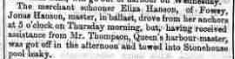 The merchant schooner Eliza Hanson, of Fowey,
Jonas Hanson, master, in ballast, drove from her anchors
at 5 o'clock on Thursday morning, but, having received
assistance from Mr. Thompson, Queen's harbour-master,
was got off in the afternoon and towed into Stonehouse
pool leaky.